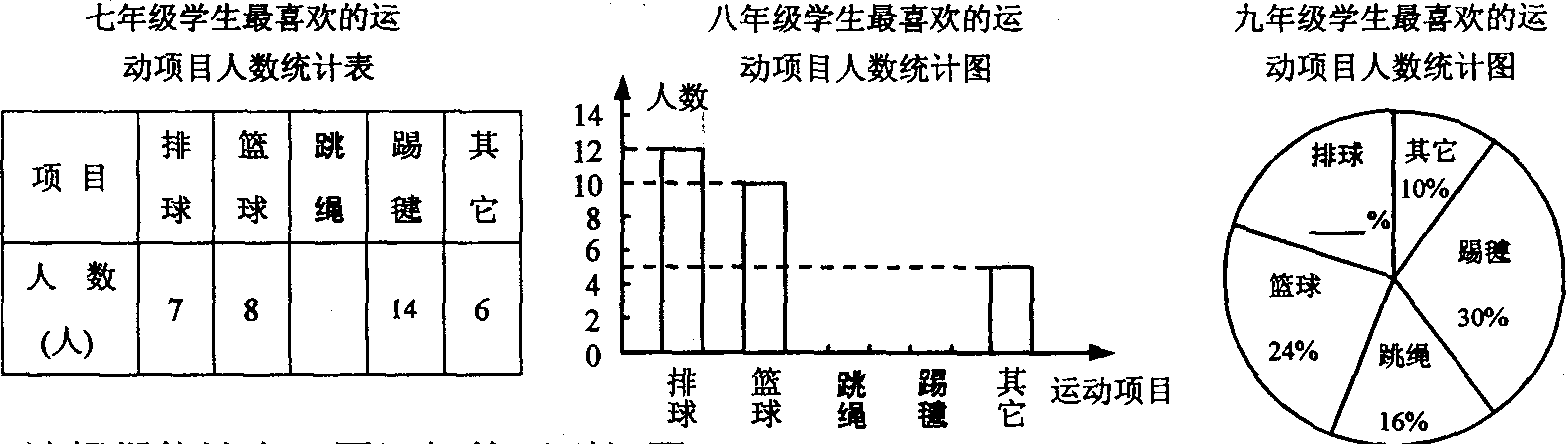 七年级学生最喜欢的运
动项目人数统计表
项 目 排球 篮球 跳绳 踢毽 其它
人 数(人) 7 8 14 6
八年级学生最喜欢的运
动项目人数统计图
人数
14
12
10
8
6
4
2
0
排球 篮球 跳绳 踢毽 其它 运动项目
九年级学生最喜欢的运
动项目人数统计图
排球
_____%
其它
10%
踢毽
30%
篮球
24%
跳绳
16%